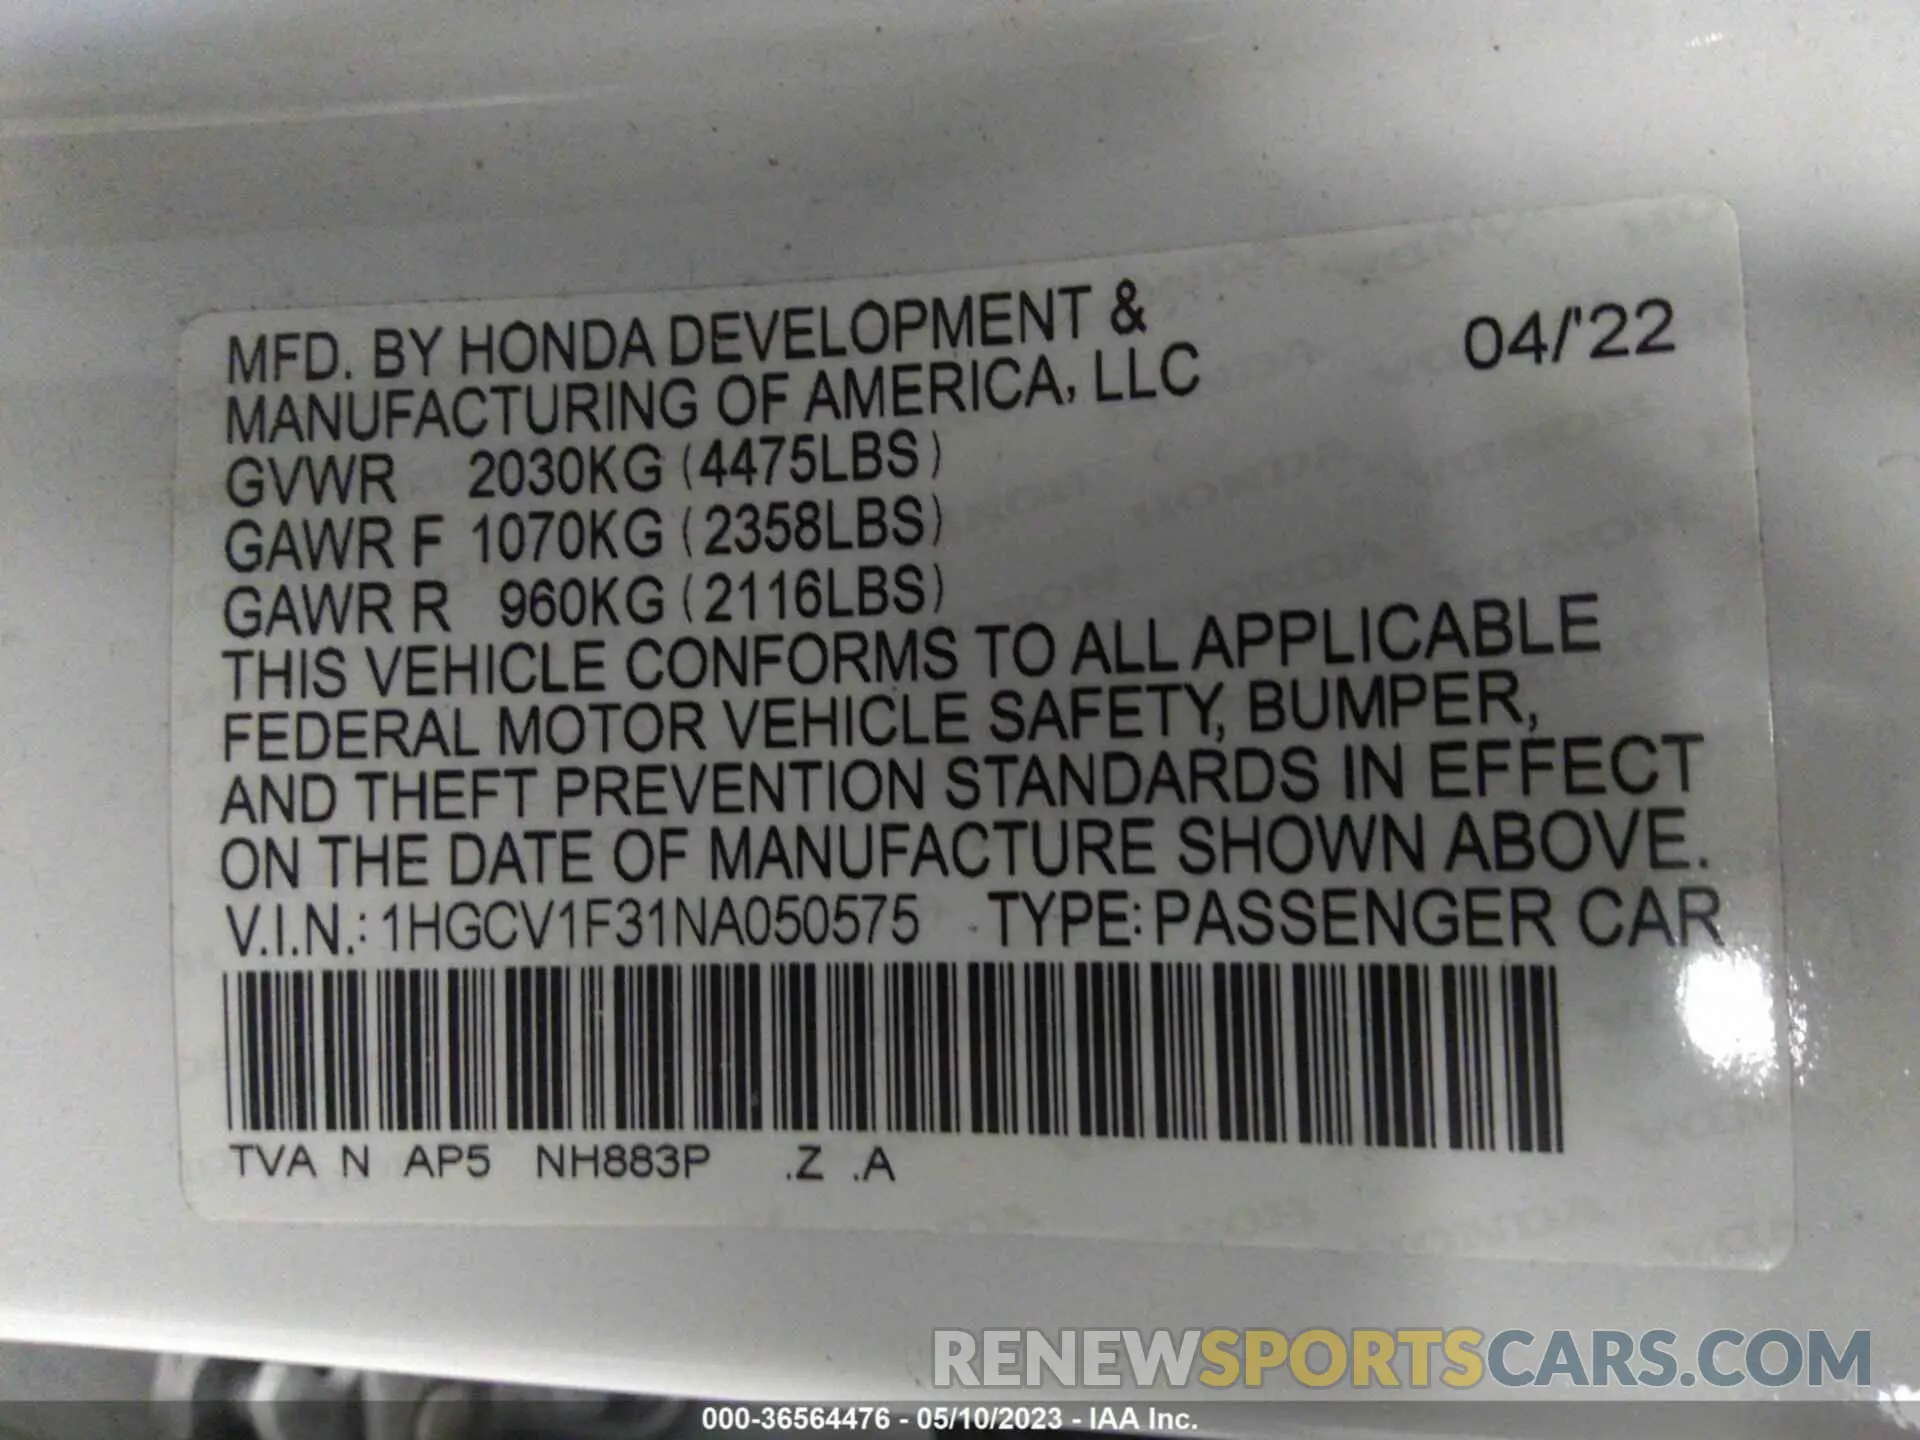 MFD. BY HONDA DEVELOPMENT &
MANUFACTURING OF AMERICA, LLC
04/'22
GVWR 2030KG (4475LBS)
GAWR F 1070KG (2358LBS)
GAWR R 960KG (2116LBS)
THIS VEHICLE CONFORMS TO ALL APPLICABLE
FEDERAL MOTOR VEHICLE SAFETY, BUMPER,
AND THEFT PREVENTION STANDARDS IN EFFECT
ON THE DATE OF MANUFACTURE SHOWN ABOVE.
V.I.N.: 1HGCV1F31NA050575 TYPE: PASSENGER CAR
TVA N AP5 NH883P .Z .A
RENEWSPORTSCARS.COM
000-36564476 - 05/10/2023 - IAA Inc.